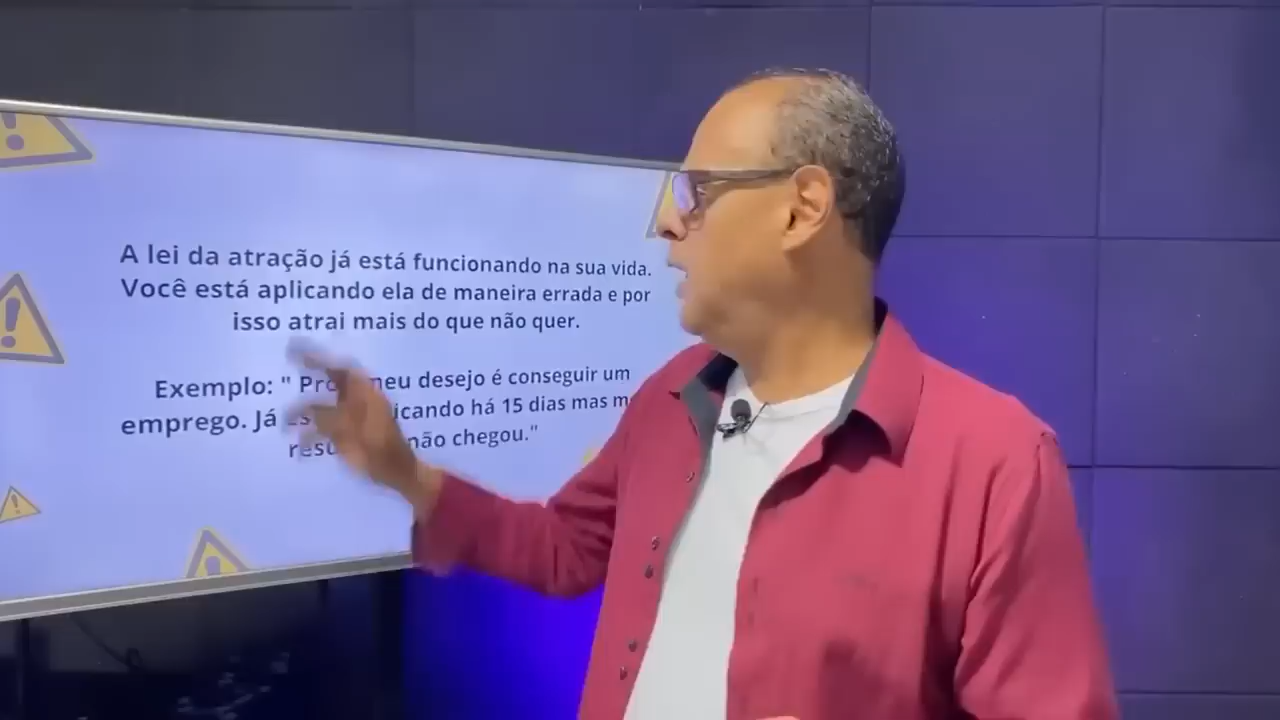 A lei da atração já está funcionando na sua vida.
Você está aplicando ela de maneira errada e por
isso atrai mais do que não quer.
Exemplo: " meu desejo é conseguir um
emprego. Já há 15 dias mas
não chegou."